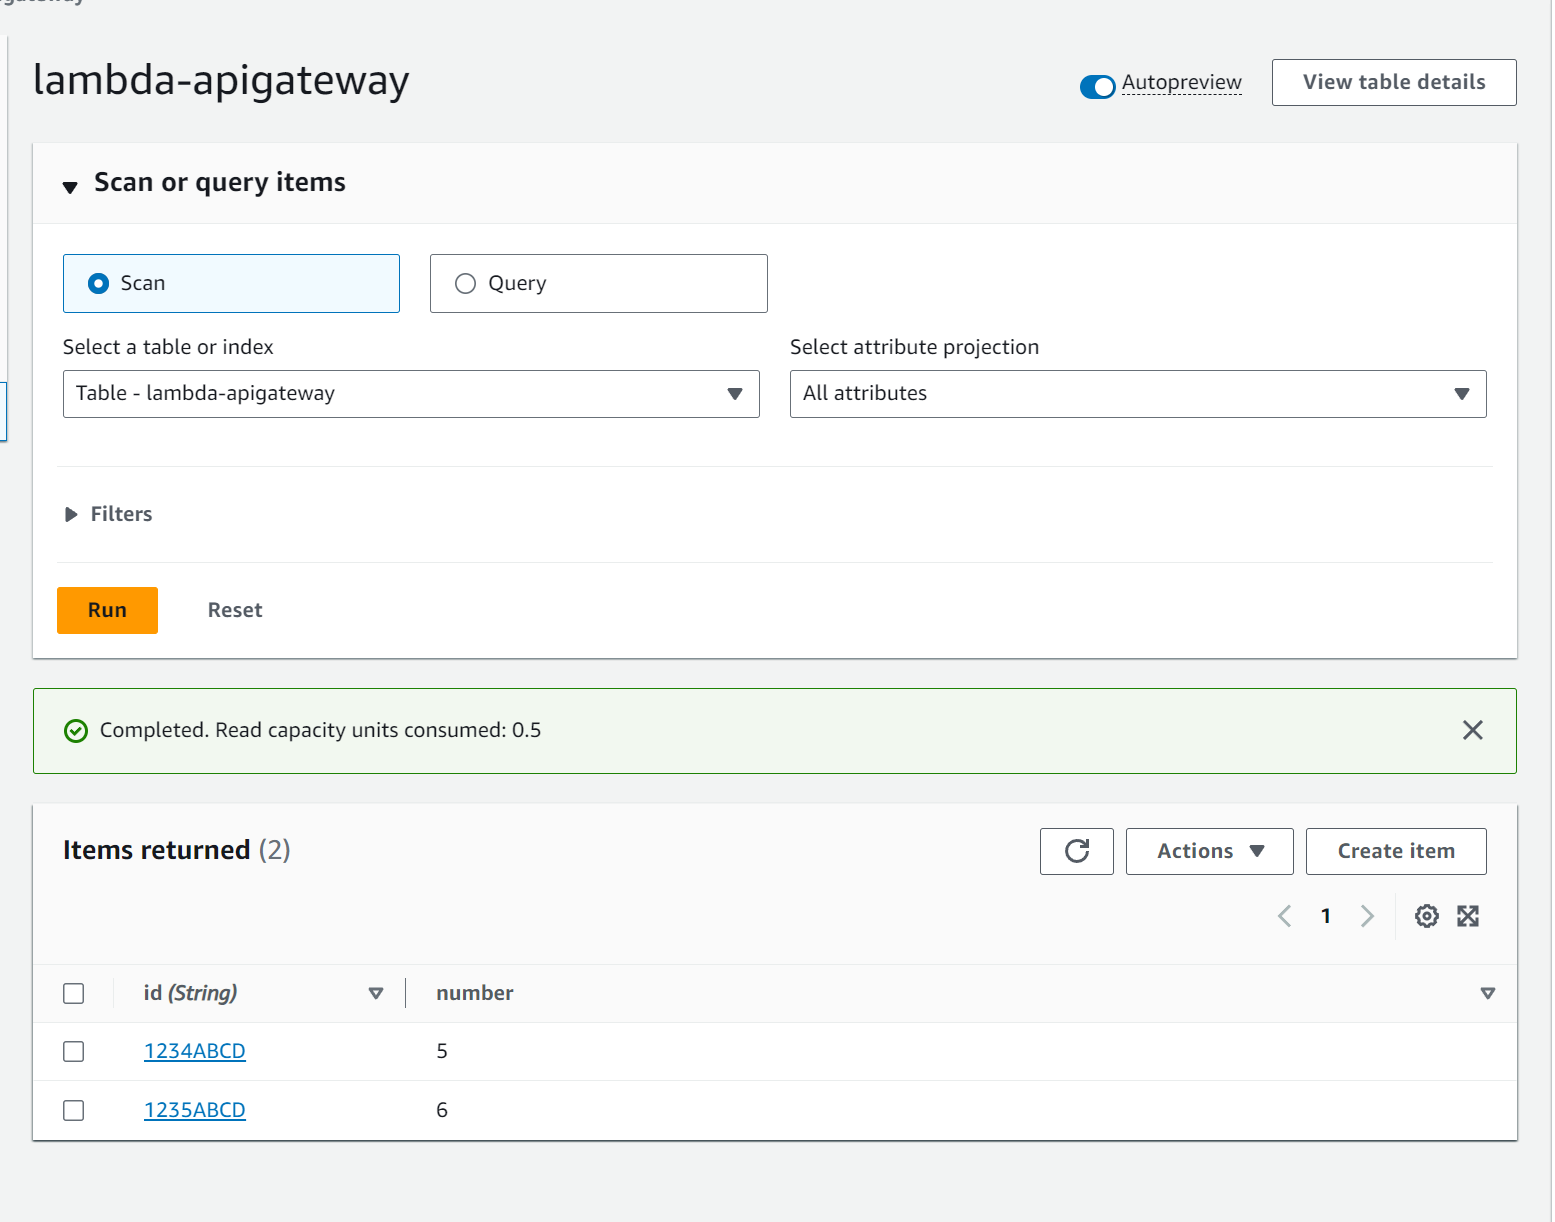 lambda-apigateway
Autopreview
View table details
Scan or query items
Scan
Query
Select a table or index
Select attribute projection
Table - lambda-apigateway
All attributes
Filters
Run
Reset
Completed. Read capacity units consumed: 0.5
Items returned (2)
Actions
Create item
1
id (String)
number
1234ABCD
5
1235ABCD
6